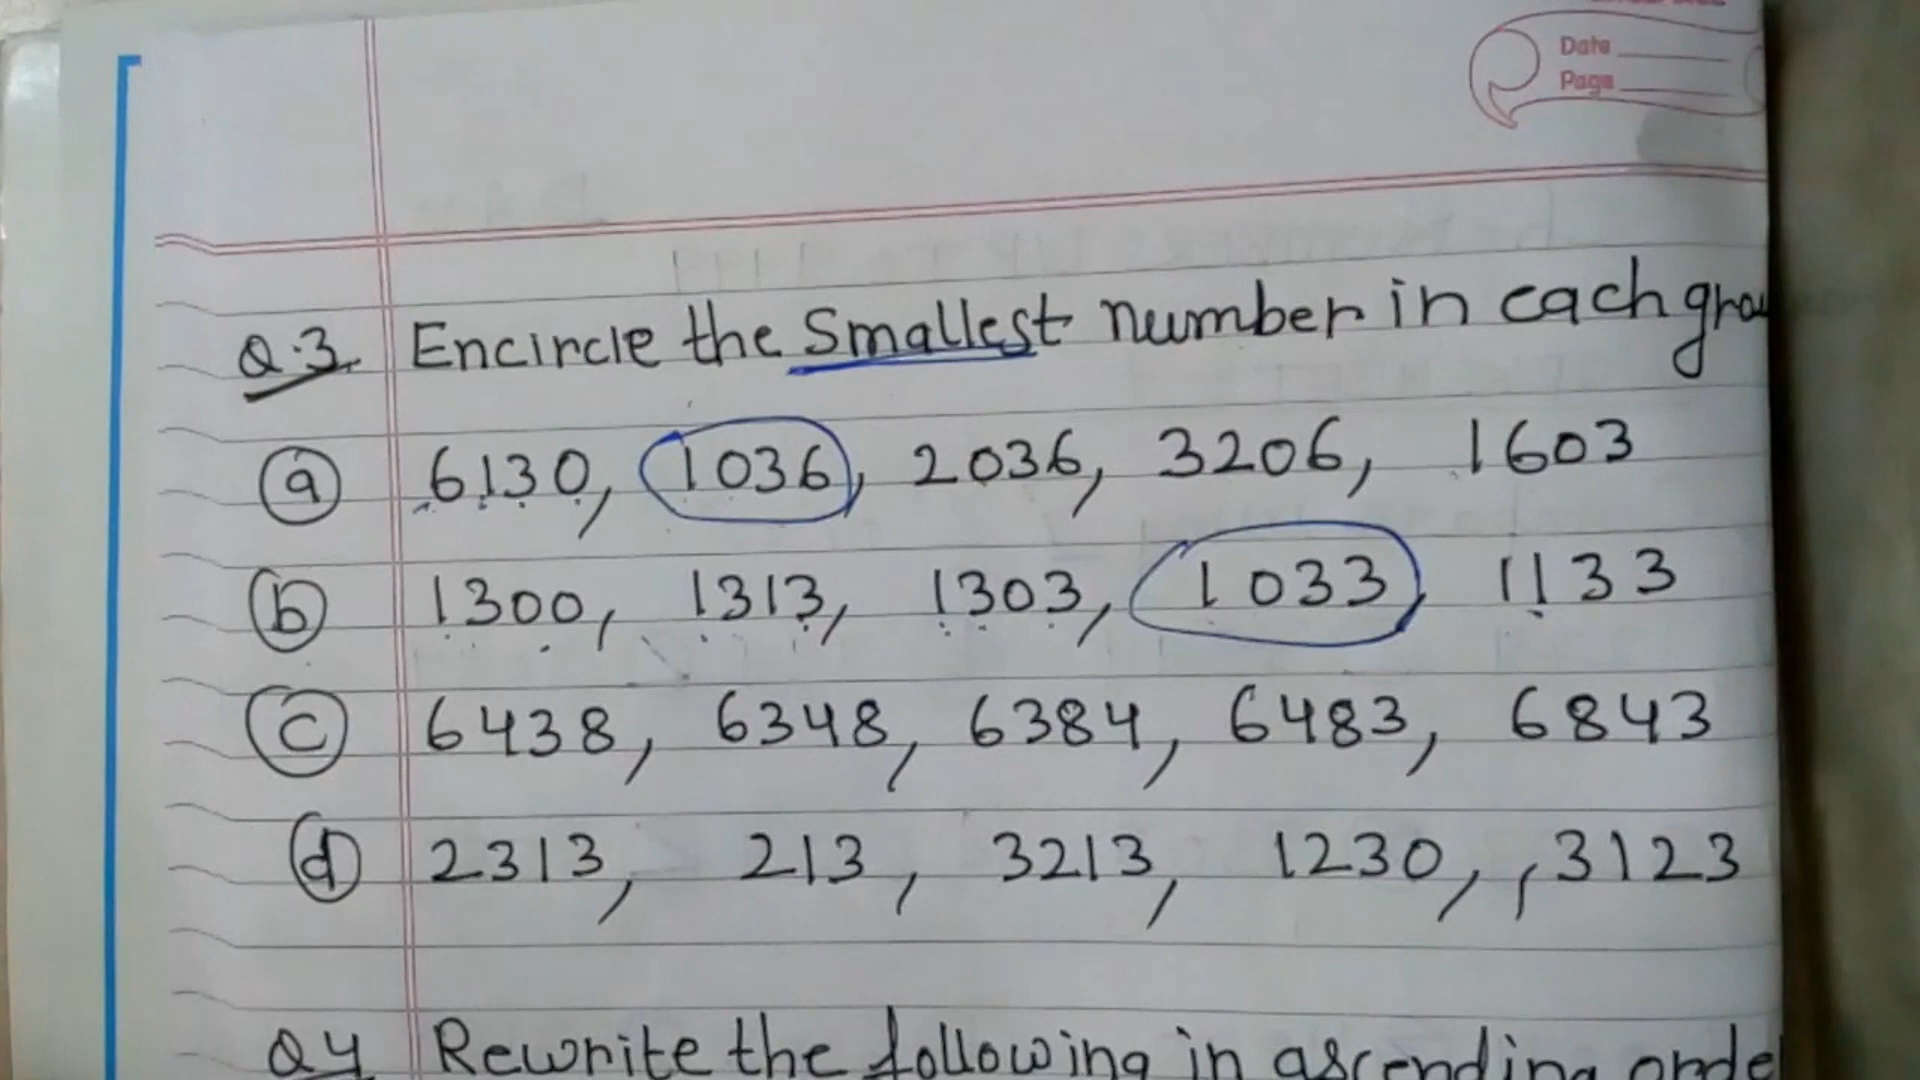 Date
Page
Q.3. Encircle the Smallest number in each grou
a 6130, 1036, 2036, 3206, 1603
b 1300, 1313, 1303, 1033, 1133
c 6438, 6348, 6384, 6483, 6843
d 2313, 213, 3213, 1230, , 3123
Q4 Rewrite the following in ascending orde